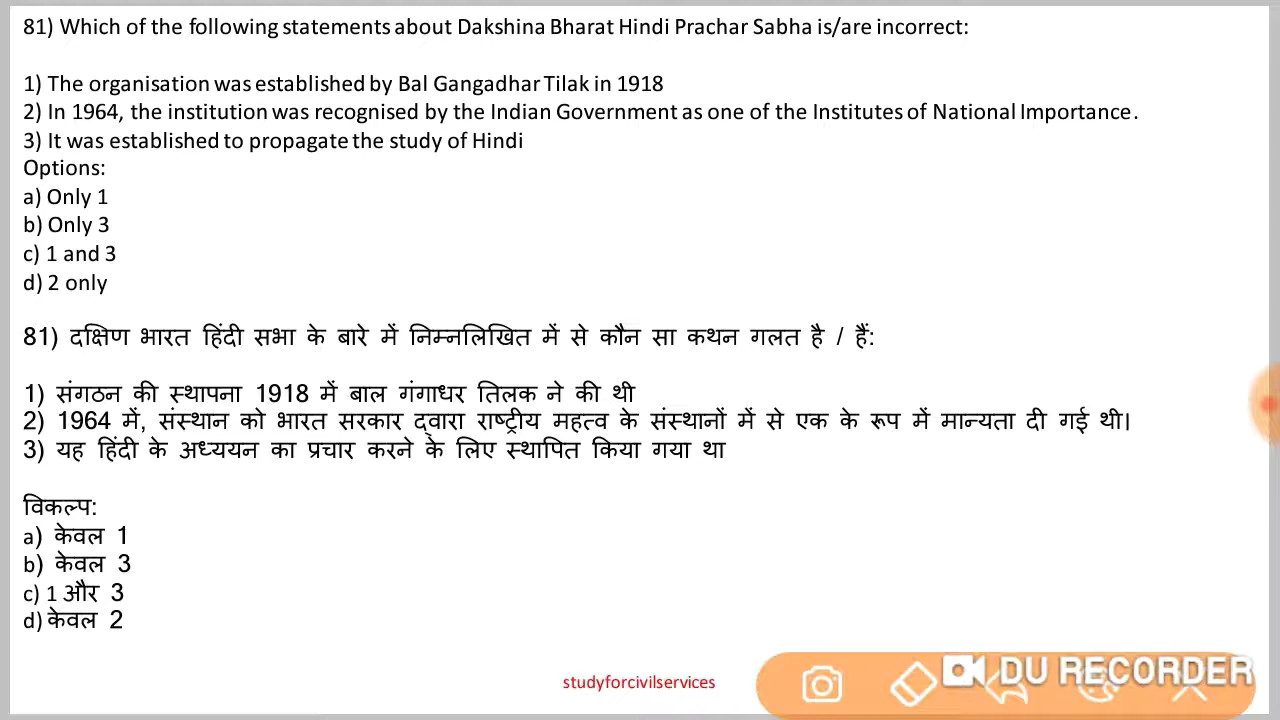 81) Which of the following statements about Dakshina Bharat Hindi Prachar Sabha is/are incorrect:
1) The organisation was established by Bal Gangadhar Tilak in 1918
2) In 1964, the institution was recognised by the Indian Government as one of the Institutes of National Importance.
3) It was established to propagate the study of Hindi
Options:
a) Only 1
b) Only 3
c) 1 and 3
d) 2 only
81) दक्षिण भारत हिंदी सभा के बारे में निम्नलिखित में से कौन सा कथन गलत है / हैं:
1) संगठन की स्थापना 1918 में बाल गंगाधर तिलक ने की थी
2) 1964 में, संस्थान को भारत सरकार द्वारा राष्ट्रीय महत्व के संस्थानों में से एक के रूप में मान्यता दी गई थी।
3) यह हिंदी के अध्ययन का प्रचार करने के लिए स्थापित किया गया था
विकल्प:
a) केवल 1
b) केवल 3
c) 1 और 3
d) केवल 2
studyforcivilservices
DU RECORDER